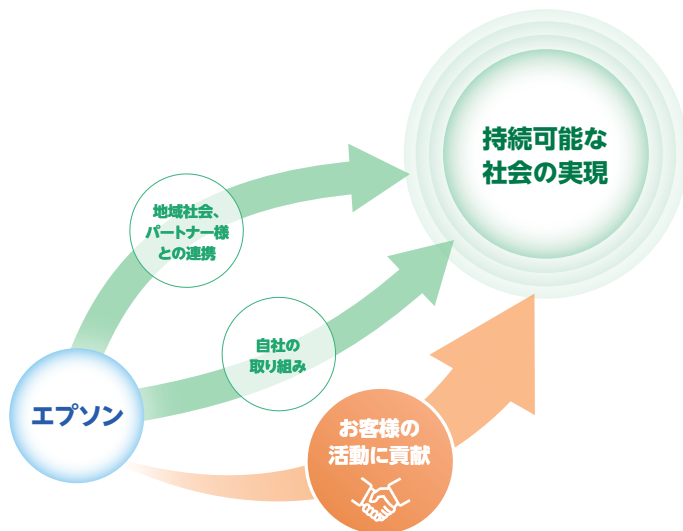 持続可能な
社会の実現
地域社会、
パートナー様
との連携
自社の
取り組み
エプソン
お客様の
活動に貢献